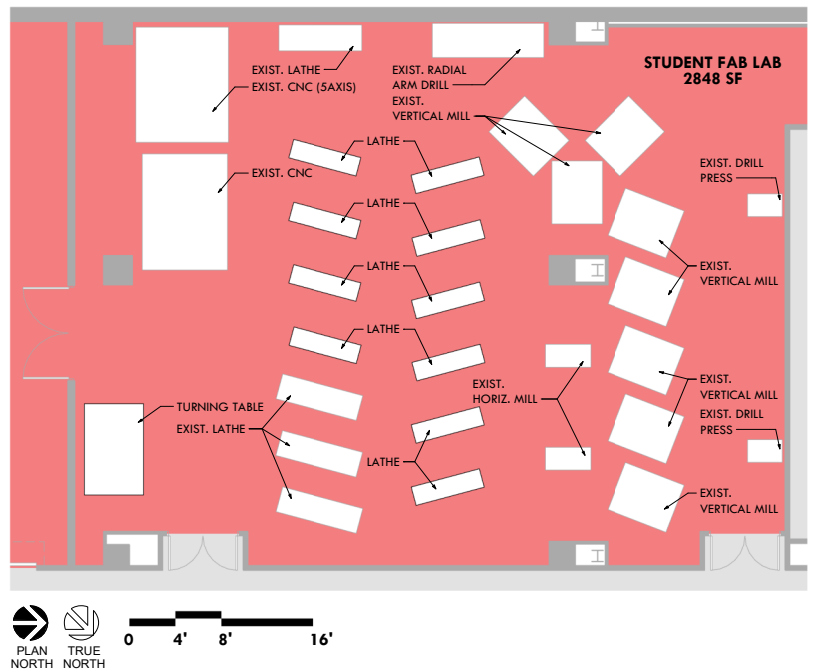 STUDENT FAB LAB
2848 SF
EXIST. LATHE
EXIST. CNC (5AXIS)
EXIST. RADIAL
ARM DRILL
EXIST.
VERTICAL MILL
LATHE
EXIST. CNC
EXIST. DRILL
PRESS
LATHE
LATHE
EXIST.
VERTICAL MILL
LATHE
EXIST.
HORIZ. MILL
EXIST.
VERTICAL MILL
TURNING TABLE
EXIST. LATHE
EXIST. DRILL
PRESS
LATHE
EXIST.
VERTICAL MILL
PLAN
NORTH
TRUE
NORTH
0 4' 8' 16'